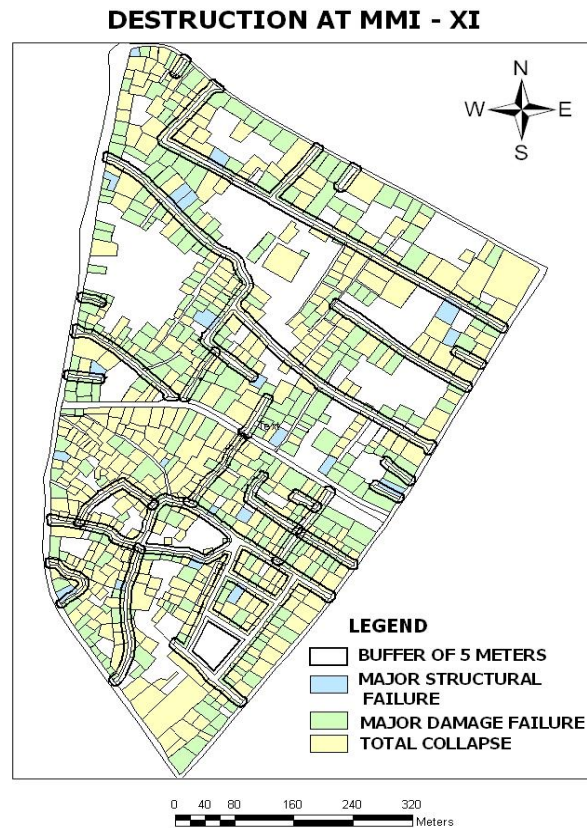 DESTRUCTION AT MMI - XI
N
W E
S
Text
LEGEND
BUFFER OF 5 METERS
MAJOR STRUCTURAL
FAILURE
MAJOR DAMAGE FAILURE
TOTAL COLLAPSE
0 40 80 160 240 320
Meters